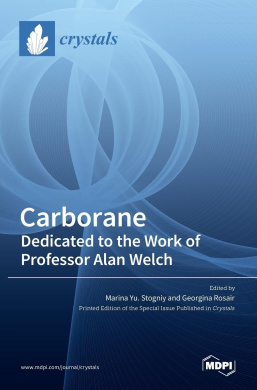 crystals
Carborane
Dedicated to the Work of
Professor Alan Welch
Edited by
Marina Yu. Stogniy and Georgina Rosair
Printed Edition of the Special Issue Published in Crystals
www.mdpi.com/journal/crystals
MDPI